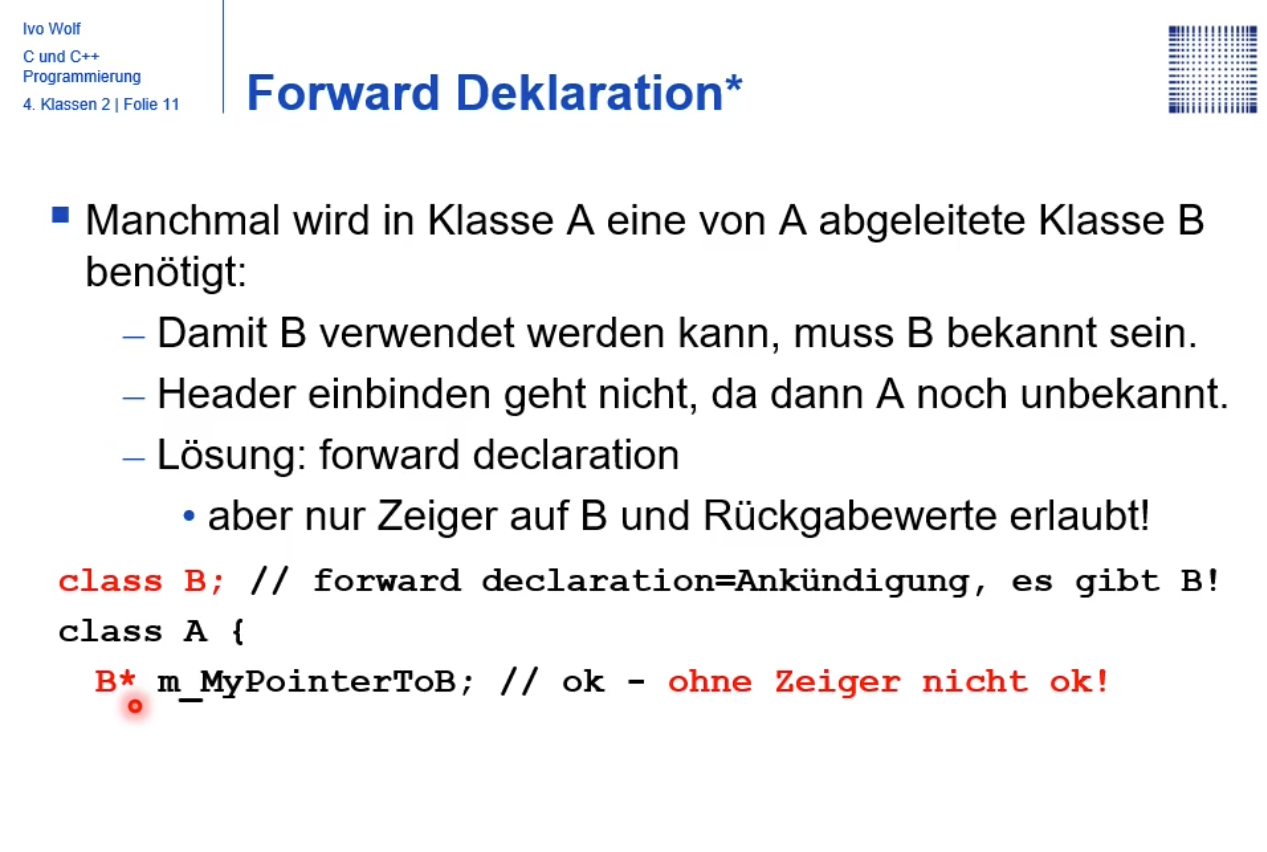 Ivo Wolf
C und C++
Programmierung
4. Klassen 2 | Folie 11
Forward Deklaration*
Manchmal wird in Klasse A eine von A abgeleitete Klasse B
benötigt:
– Damit B verwendet werden kann, muss B bekannt sein.
– Header einbinden geht nicht, da dann A noch unbekannt.
– Lösung: forward declaration
• aber nur Zeiger auf B und Rückgabewerte erlaubt!
class B; // forward declaration=Ankündigung, es gibt B!
class A {
B* m_MyPointerToB; // ok - ohne Zeiger nicht ok!